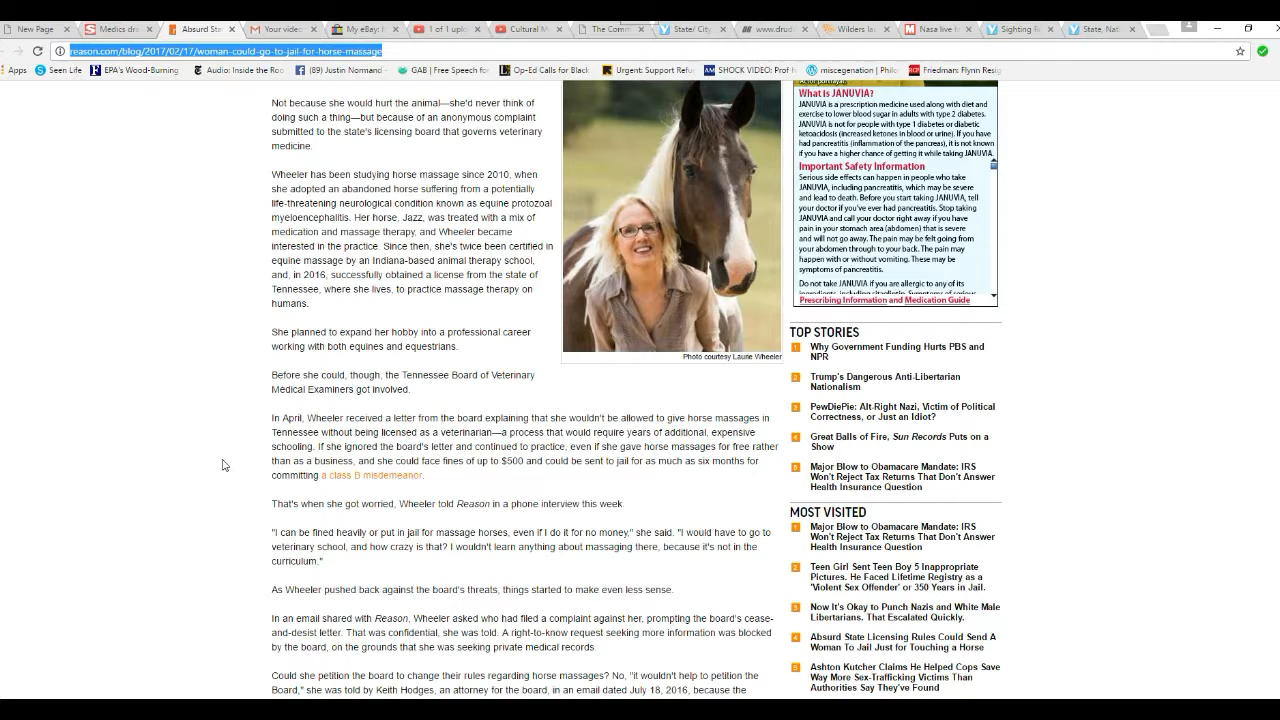 New Page
Medics dr
Absurd Sta
Gmail - Your video
My eBay:
1 of 1 uplo
Cultural M
The Comm
State/ City
www.drud
Wilders la
Nasa live f
Sighting R
State, Nati
reason.com/blog/2017/02/17/woman-could-go-to-jail-for-horse-massage
Apps
Seen Life
EPA's Wood-Burning
Audio: Inside the Roo
(89) Justin Normand -
GAB | Free Speech for
Op-Ed Calls for Black
Urgent: Support Refu
SHOCK VIDEO: Prof h
miscegenation | Philo
Friedman: Flynn Resig
Not because she would hurt the animal—she'd never think of
doing such a thing—but because of an anonymous complaint
submitted to the state's licensing board that governs veterinary
medicine.
Wheeler has been studying horse massage since 2010, when
she adopted an abandoned horse suffering from a potentially
life-threatening neurological condition known as equine protozoal
myeloencephalitis. Her horse, Jazz, was treated with a mix of
medication and massage therapy, and Wheeler became
interested in the practice. Since then, she's twice been certified in
equine massage by an Indiana-based animal therapy school,
and, in 2016, successfully obtained a license from the state of
Tennessee, where she lives, to practice massage therapy on
humans.
She planned to expand her hobby into a professional career
working with both equines and equestrians.
Photo courtesy Laurie Wheeler
Before she could, though, the Tennessee Board of Veterinary
Medical Examiners got involved.
In April, Wheeler received a letter from the board explaining that she wouldn't be allowed to give horse massages in
Tennessee without being licensed as a veterinarian—a process that would require years of additional, expensive
schooling. If she ignored the board's letter and continued to practice, even if she gave horse massages for free rather
than as a business, and she could face fines of up to $500 and could be sent to jail for as much as six months for
committing a class B misdemeanor.
That's when she got worried, Wheeler told Reason in a phone interview this week.
"I can be fined heavily or put in jail for massage horses, even if I do it for no money," she said. "I would have to go to
veterinary school, and how crazy is that? I wouldn't learn anything about massaging there, because it's not in the
curriculum."
As Wheeler pushed back against the board's threats, things started to make even less sense.
In an email shared with Reason, Wheeler asked who had filed a complaint against her, prompting the board's cease-
and-desist letter. That was confidential, she was told. A right-to-know request seeking more information was blocked
by the board, on the grounds that she was seeking private medical records.
Could she petition the board to change their rules regarding horse massages? No, "it wouldn't help to petition the
Board," she was told by Keith Hodges, an attorney for the board, in an email dated July 18, 2016, because the
What is JANUVIA?
JANUVIA is a prescription medicine used along with diet and
exercise to lower blood sugar in adults with type 2 diabetes.
JANUVIA is not for people with type 1 diabetes or diabetic
ketoacidosis (increased ketones in blood or urine). If you have
had pancreatitis (inflammation of the pancreas), it is not known
if you have a higher chance of getting it while taking JANUVIA.
Important Safety Information
Serious side effects can happen in people who take
JANUVIA, including pancreatitis, which may be severe
and lead to death. Before you start taking JANUVIA, tell
your doctor if you've ever had pancreatitis. Stop taking
JANUVIA and call your doctor right away if you have
pain in your stomach area (abdomen) that is severe
and will not go away. The pain may be felt going from
your abdomen through to your back. The pain may
happen with or without vomiting. These may be
symptoms of pancreatitis.
Do not take JANUVIA if you are allergic to any of its
Prescribing Information and Medication Guide
TOP STORIES
1 Why Government Funding Hurts PBS and
NPR
2 Trump's Dangerous Anti-Libertarian
Nationalism
3 PewDiePie: Alt-Right Nazi, Victim of Political
Correctness, or Just an Idiot?
4 Great Balls of Fire, Sun Records Puts on a
Show
5 Major Blow to Obamacare Mandate: IRS
Won't Reject Tax Returns That Don't Answer
Health Insurance Question
MOST VISITED
1 Major Blow to Obamacare Mandate: IRS
Won't Reject Tax Returns That Don't Answer
Health Insurance Question
2 Teen Girl Sent Teen Boy 5 Inappropriate
Pictures. He Faced Lifetime Registry as a
'Violent Sex Offender' or 350 Years in Jail.
3 Now It's Okay to Punch Nazis and White Male
Libertarians. That Escalated Quickly.
4 Absurd State Licensing Rules Could Send A
Woman To Jail Just for Touching a Horse
5 Ashton Kutcher Claims He Helped Cops Save
Way More Sex-Trafficking Victims Than
Authorities Say They've Found